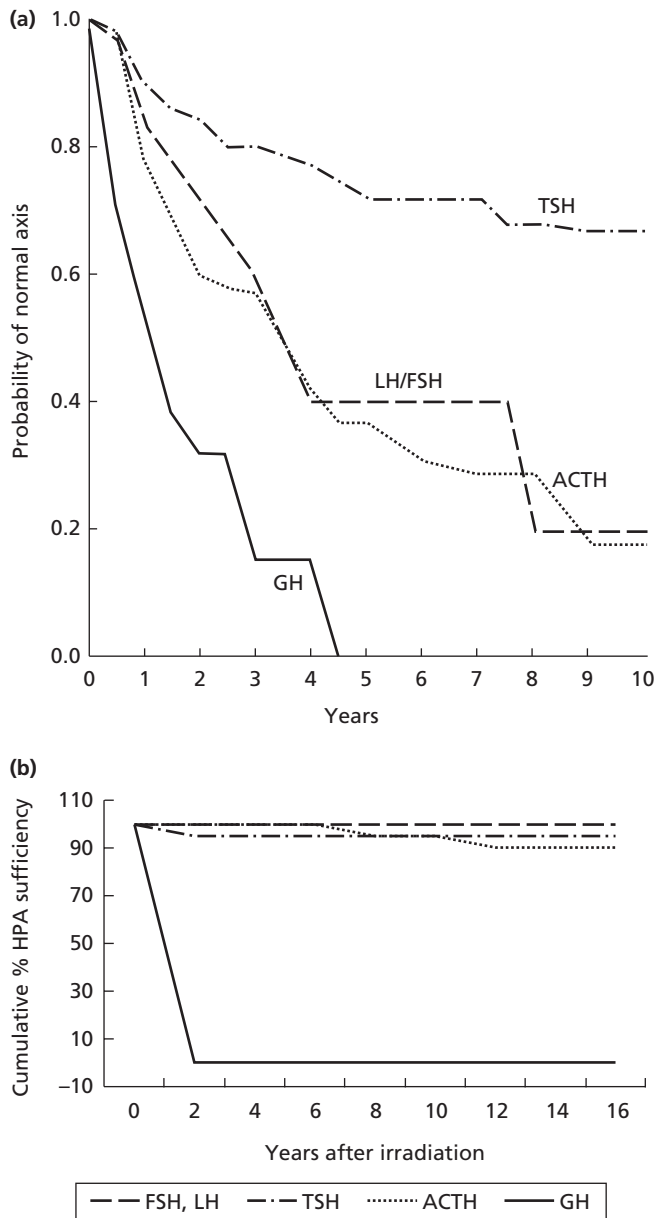 (a)
1.0
0.8
0.6
0.4
0.2
0.0
Probability of normal axis
TSH
LH/FSH
ACTH
GH
0 1 2 3 4 5 6 7 8 9 10
Years
(b)
110
90
70
50
30
10
−10
Cumulative % HPA sufficiency
0 2 4 6 8 10 12 14 16
Years after irradiation
FSH, LH TSH ACTH GH